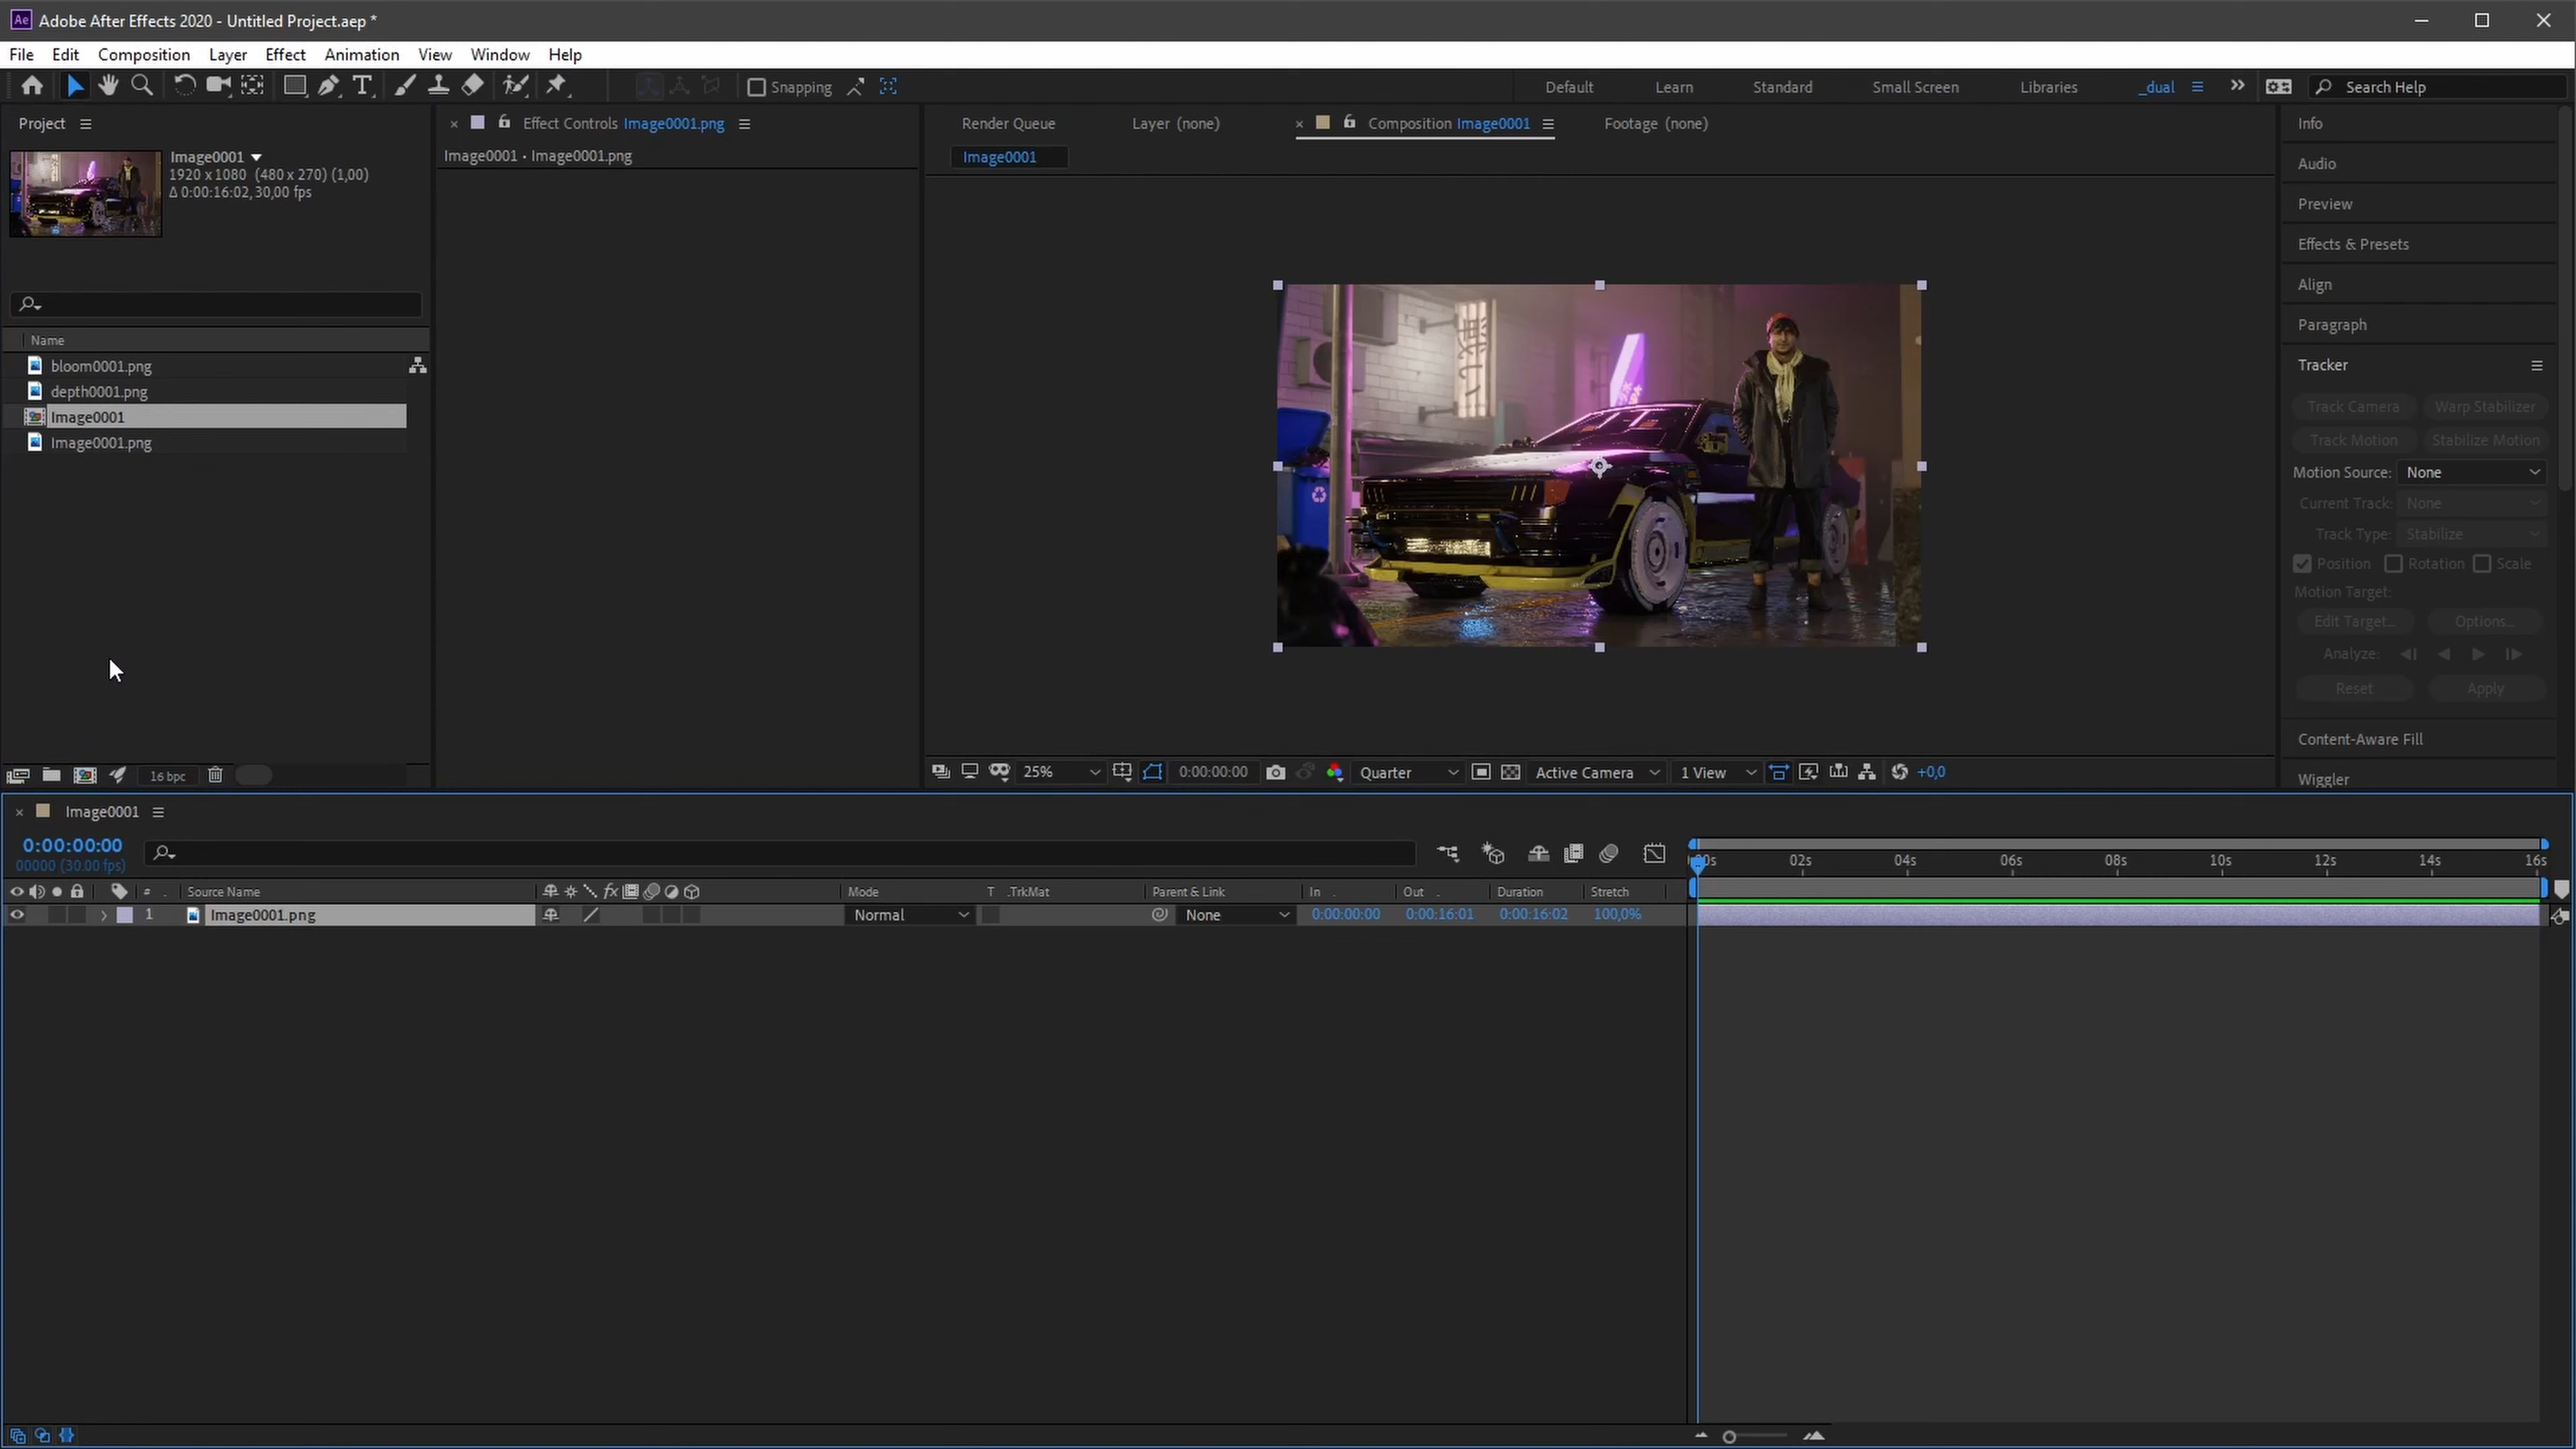 Ae Adobe After Effects 2020 - Untitled Project.aep *
File Edit Composition Layer Effect Animation View Window Help
Snapping Default Learn Standard Small Screen Libraries _dual Search Help
Project
Image0001
1920 x 1080 (480 x 270) (1,00)
Δ 0:00:16:02, 30,00 fps
Name
bloom0001.png
depth0001.png
Image0001
Image0001.png
16 bpc
Effect Controls Image0001.png
Image0001 • Image0001.png
Render Queue Layer (none) Composition Image0001 Footage (none)
Image0001
25% 0:00:00:00 Quarter Active Camera 1 View +0,0
Info
Audio
Preview
Effects & Presets
Align
Paragraph
Tracker
Track Camera Warp Stabilizer
Track Motion Stabilize Motion
Motion Source: None
Current Track: None
Track Type: Stabilize
Position Rotation Scale
Motion Target:
Edit Target... Options...
Analyze:
Reset Apply
Content-Aware Fill
Wiggler
Image0001
0:00:00:00
00000 (30.00 fps)
02s 04s 06s 08s 10s 12s 14s 16s
# Source Name fx Mode T .TrkMat Parent & Link In Out Duration Stretch
1 Image0001.png Normal None 0:00:00:00 0:00:16:01 0:00:16:02 100,0%